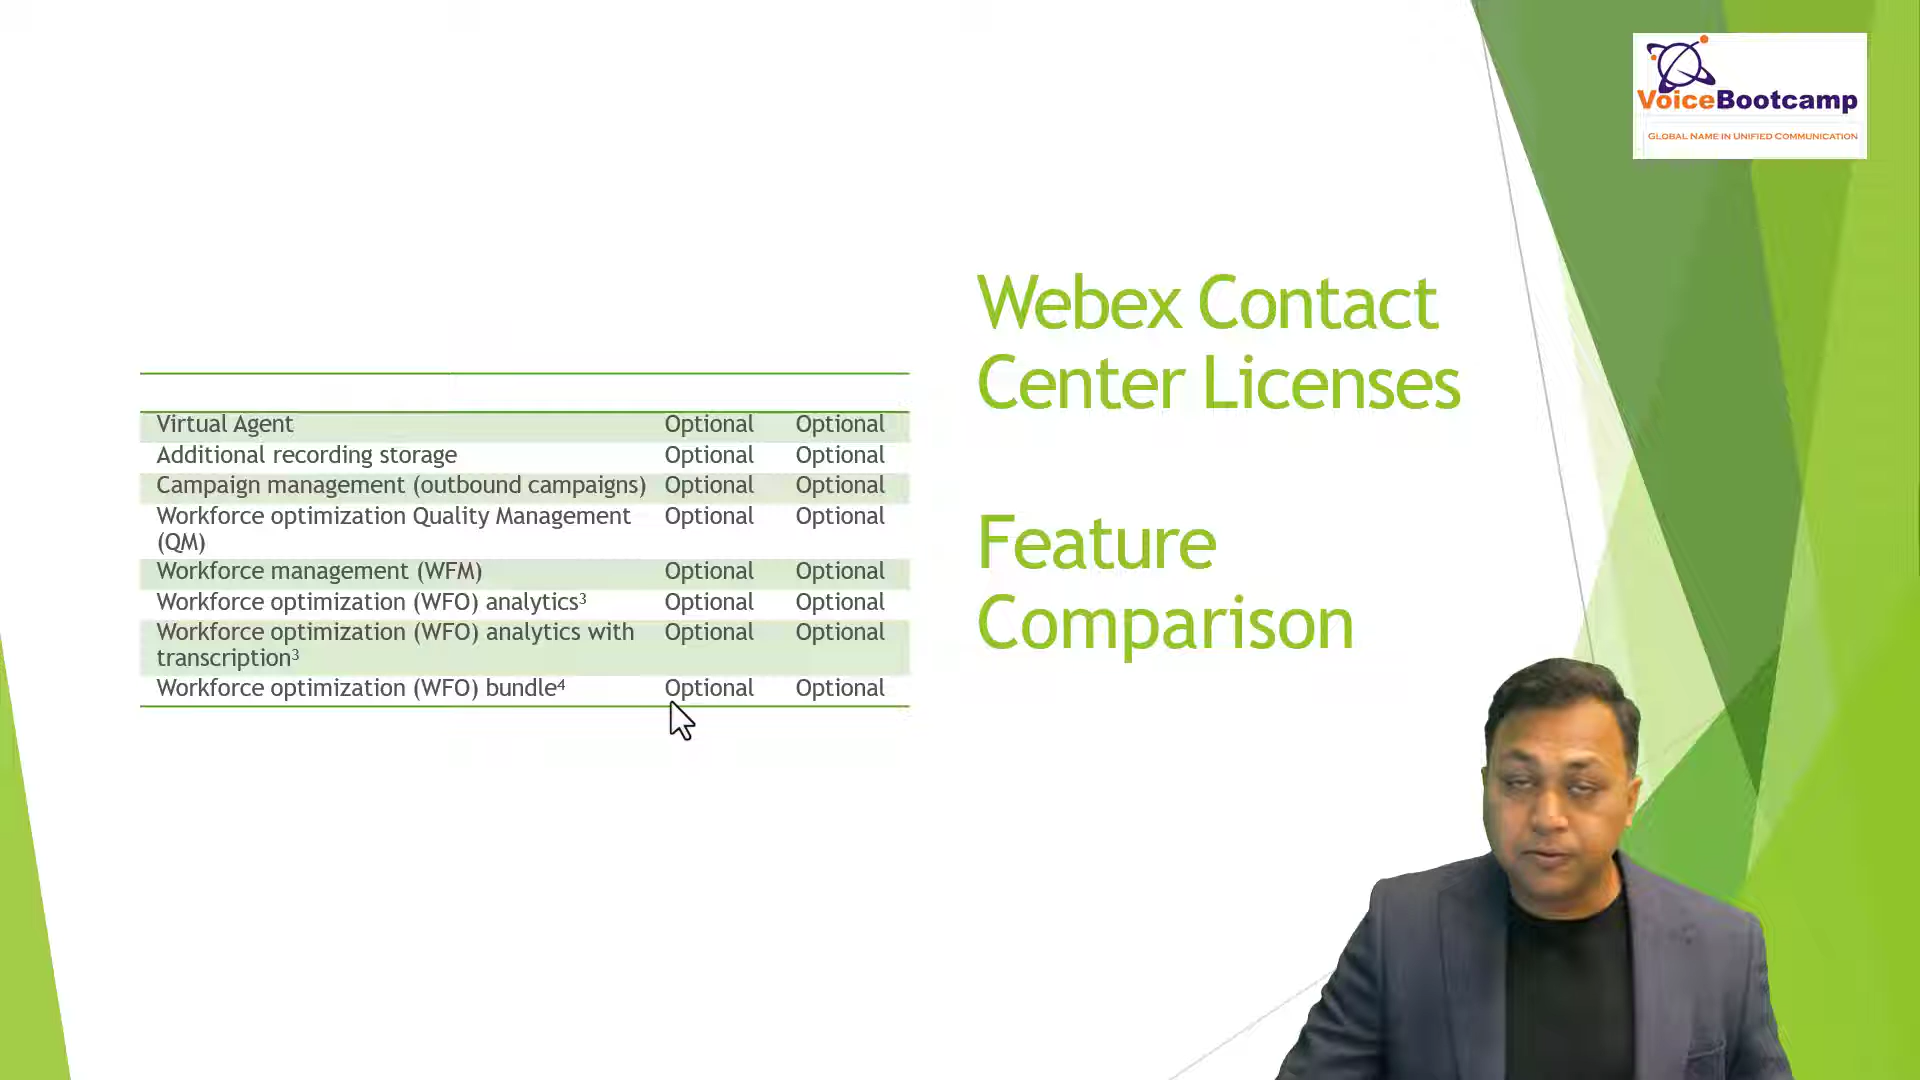 VoiceBootcamp
GLOBAL NAME IN UNIFIED COMMUNICATION
Webex Contact
Center Licenses
Feature
Comparison
Virtual Agent Optional Optional
Additional recording storage Optional Optional
Campaign management (outbound campaigns) Optional Optional
Workforce optimization Quality Management Optional Optional
(QM)
Workforce management (WFM) Optional Optional
Workforce optimization (WFO) analytics³ Optional Optional
Workforce optimization (WFO) analytics with Optional Optional
transcription³
Workforce optimization (WFO) bundle⁴ Optional Optional